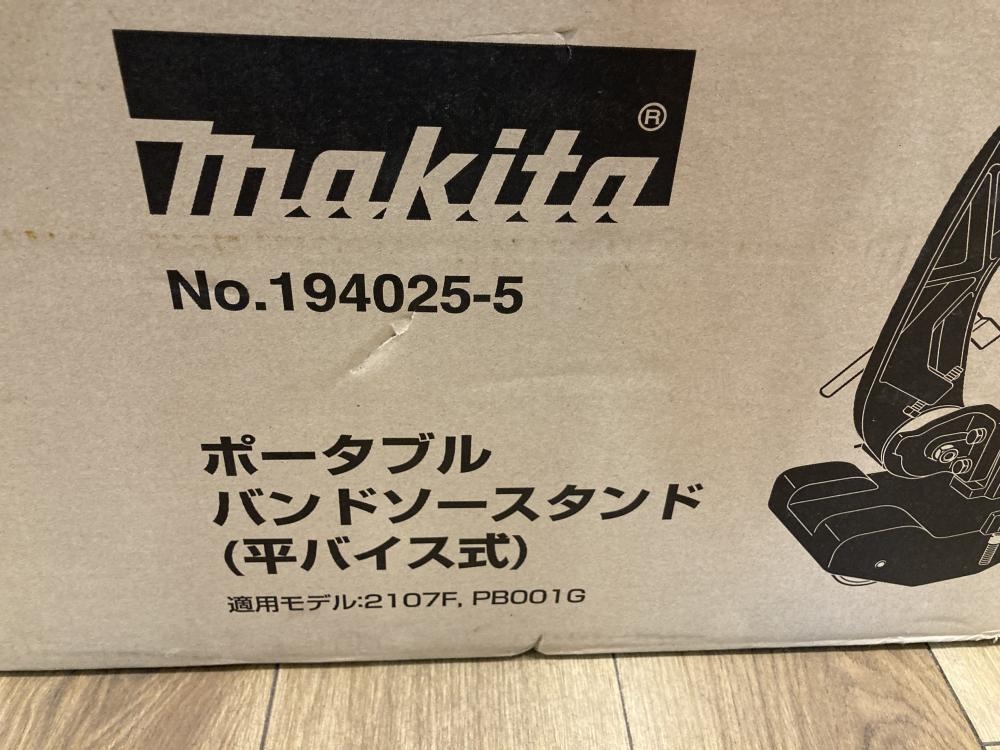 makita®
No.194025-5
ポータブル
バンドソースタンド
(平バイス式)
適用モデル:2107F, PB001G